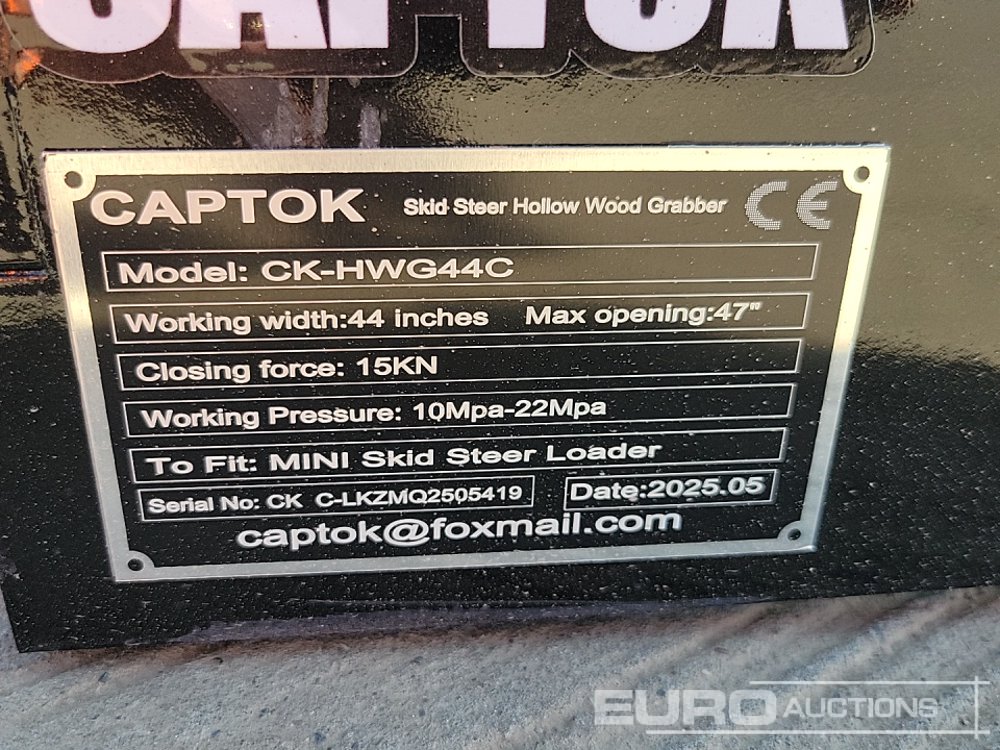 CAPTOK
CAPTOK Skid Steer Hollow Wood Grabber CE
Model: CK-HWG44C
Working width:44 inches Max opening:47"
Closing force: 15KN
Working Pressure: 10Mpa-22Mpa
To Fit: MINI Skid Steer Loader
Serial No: CK C-LKZMQ2505419 Date:2025.05
captok@foxmail.com
EURO AUCTIONS